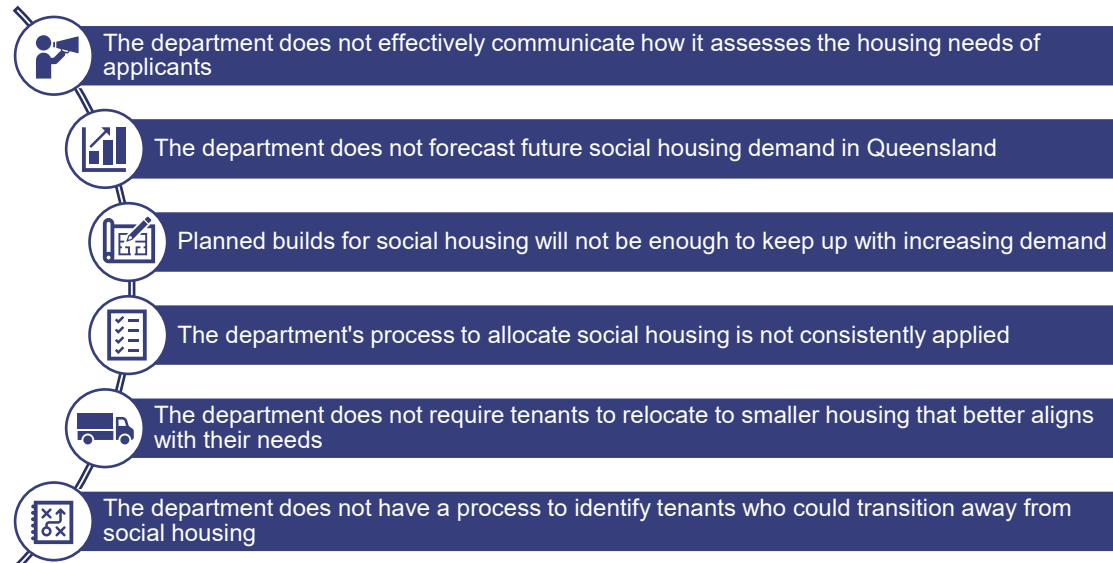 The department does not effectively communicate how it assesses the housing needs of
applicants
The department does not forecast future social housing demand in Queensland
Planned builds for social housing will not be enough to keep up with increasing demand
The department's process to allocate social housing is not consistently applied
The department does not require tenants to relocate to smaller housing that better aligns
with their needs
The department does not have a process to identify tenants who could transition away from
social housing